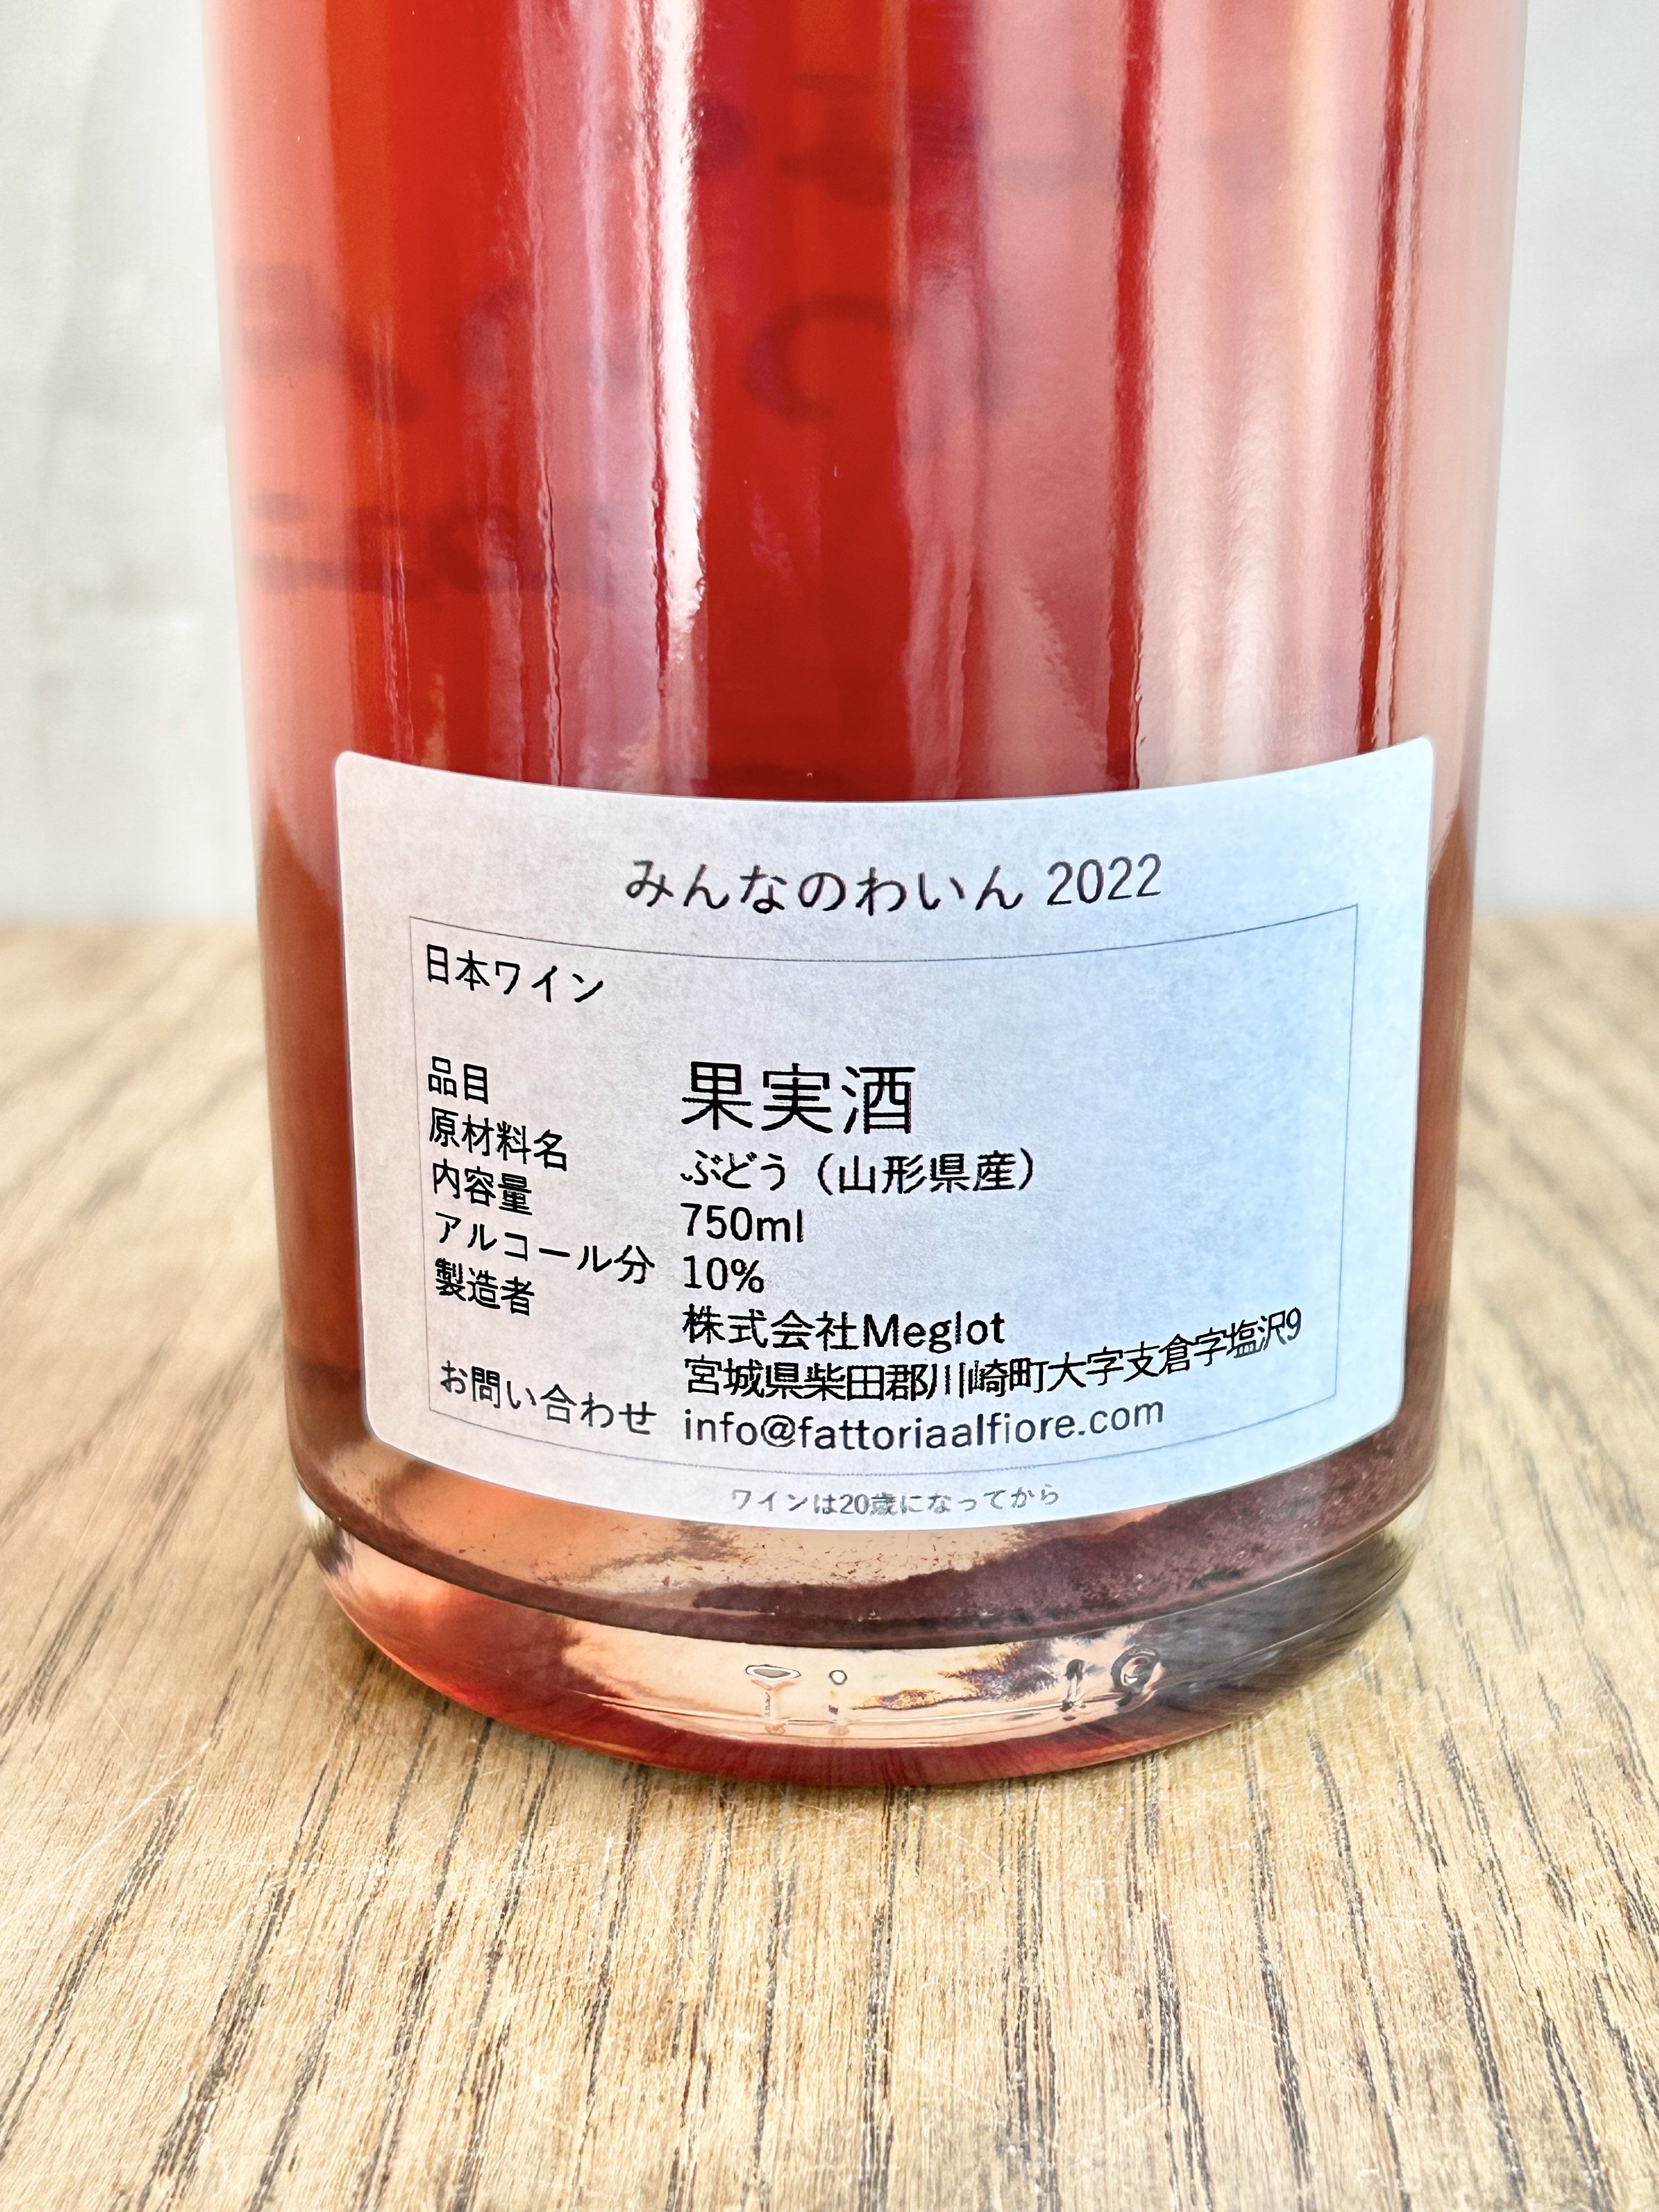 みんなのわいん 2022
日本ワイン
品目 果実酒
原材料名 ぶどう（山形県産）
内容量 750ml
アルコール分 10%
製造者 株式会社Meglot
宮城県柴田郡川崎町大字支倉字塩沢9
お問い合わせ info@fattoriaalfiore.com
ワインは20歳になってから